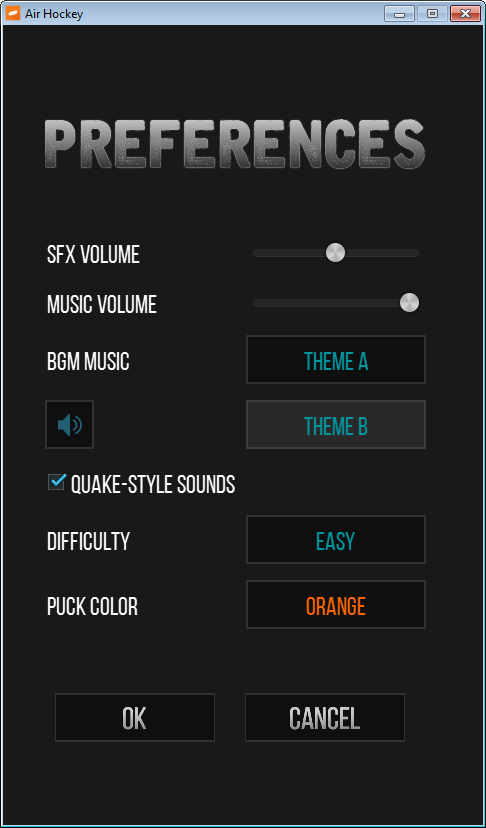 Air Hockey
PREFERENCES
SFX VOLUME
MUSIC VOLUME
BGM MUSIC THEME A
THEME B
QUAKE-STYLE SOUNDS
DIFFICULTY EASY
PUCK COLOR ORANGE
OK CANCEL